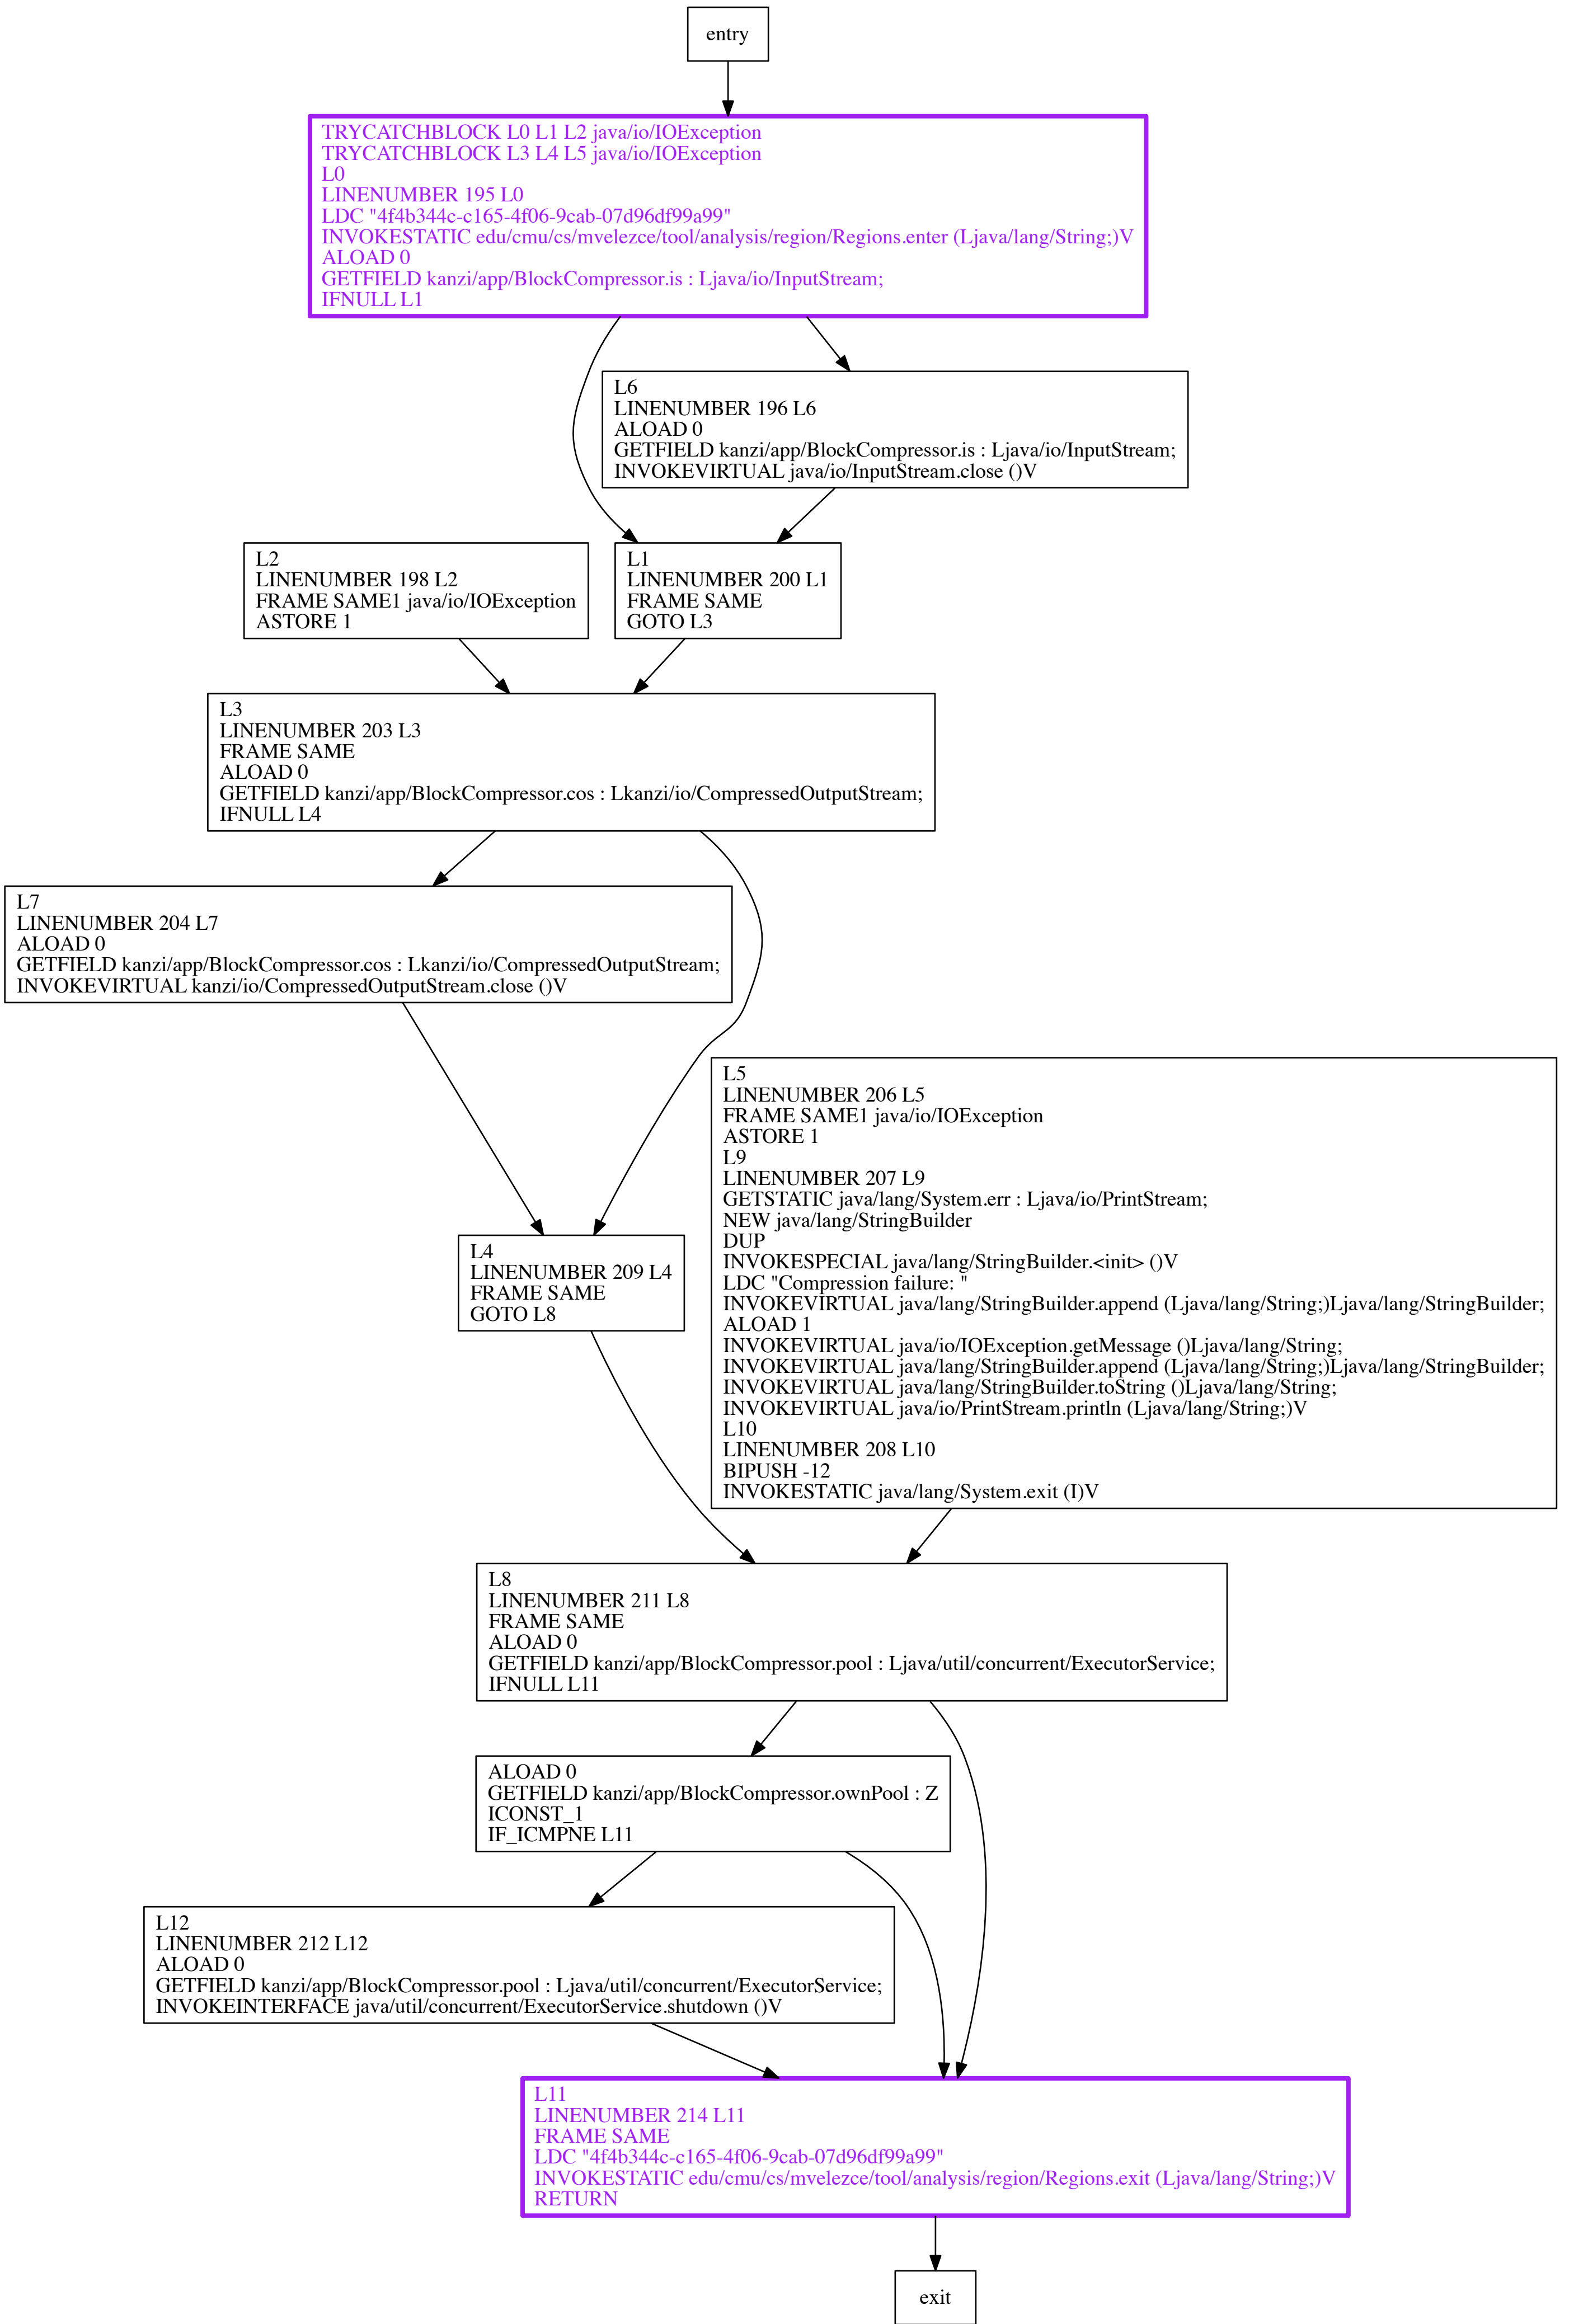 entry
TRYCATCHBLOCK L0 L1 L2 java/io/IOException
TRYCATCHBLOCK L3 L4 L5 java/io/IOException
L0
LINENUMBER 195 L0
LDC "4f4b344c-c165-4f06-9cab-07d96df99a99"
INVOKESTATIC edu/cmu/cs/mvelezce/tool/analysis/region/Regions.enter (Ljava/lang/String;)V
ALOAD 0
GETFIELD kanzi/app/BlockCompressor.is : Ljava/io/InputStream;
IFNULL L1
L6
LINENUMBER 196 L6
ALOAD 0
GETFIELD kanzi/app/BlockCompressor.is : Ljava/io/InputStream;
INVOKEVIRTUAL java/io/InputStream.close ()V
L2
LINENUMBER 198 L2
FRAME SAME1 java/io/IOException
ASTORE 1
L1
LINENUMBER 200 L1
FRAME SAME
GOTO L3
L3
LINENUMBER 203 L3
FRAME SAME
ALOAD 0
GETFIELD kanzi/app/BlockCompressor.cos : Lkanzi/io/CompressedOutputStream;
IFNULL L4
L7
LINENUMBER 204 L7
ALOAD 0
GETFIELD kanzi/app/BlockCompressor.cos : Lkanzi/io/CompressedOutputStream;
INVOKEVIRTUAL kanzi/io/CompressedOutputStream.close ()V
L5
LINENUMBER 206 L5
FRAME SAME1 java/io/IOException
ASTORE 1
L9
LINENUMBER 207 L9
GETSTATIC java/lang/System.err : Ljava/io/PrintStream;
NEW java/lang/StringBuilder
DUP
INVOKESPECIAL java/lang/StringBuilder.<init> ()V
LDC "Compression failure: "
INVOKEVIRTUAL java/lang/StringBuilder.append (Ljava/lang/String;)Ljava/lang/StringBuilder;
ALOAD 1
INVOKEVIRTUAL java/io/IOException.getMessage ()Ljava/lang/String;
INVOKEVIRTUAL java/lang/StringBuilder.append (Ljava/lang/String;)Ljava/lang/StringBuilder;
INVOKEVIRTUAL java/lang/StringBuilder.toString ()Ljava/lang/String;
INVOKEVIRTUAL java/io/PrintStream.println (Ljava/lang/String;)V
L10
LINENUMBER 208 L10
BIPUSH -12
INVOKESTATIC java/lang/System.exit (I)V
L4
LINENUMBER 209 L4
FRAME SAME
GOTO L8
L8
LINENUMBER 211 L8
FRAME SAME
ALOAD 0
GETFIELD kanzi/app/BlockCompressor.pool : Ljava/util/concurrent/ExecutorService;
IFNULL L11
ALOAD 0
GETFIELD kanzi/app/BlockCompressor.ownPool : Z
ICONST_1
IF_ICMPNE L11
L12
LINENUMBER 212 L12
ALOAD 0
GETFIELD kanzi/app/BlockCompressor.pool : Ljava/util/concurrent/ExecutorService;
INVOKEINTERFACE java/util/concurrent/ExecutorService.shutdown ()V
L11
LINENUMBER 214 L11
FRAME SAME
LDC "4f4b344c-c165-4f06-9cab-07d96df99a99"
INVOKESTATIC edu/cmu/cs/mvelezce/tool/analysis/region/Regions.exit (Ljava/lang/String;)V
RETURN
exit